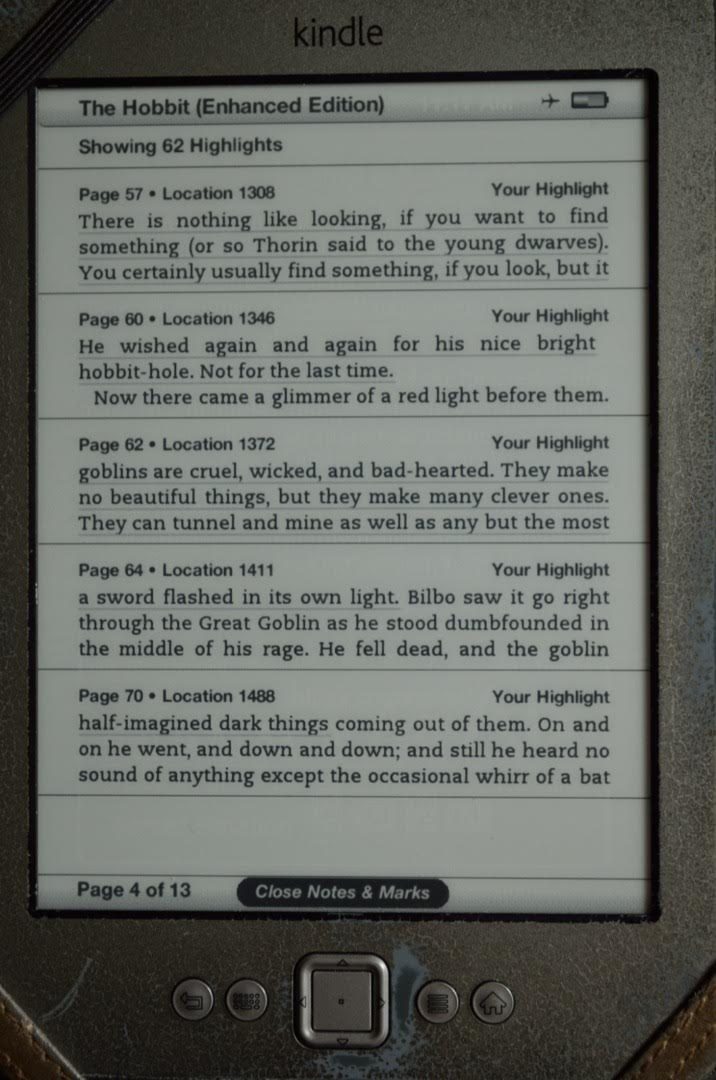 kindle
The Hobbit (Enhanced Edition)
Showing 62 Highlights
Page 57 • Location 1308 Your Highlight
There is nothing like looking, if you want to find
something (or so Thorin said to the young dwarves).
You certainly usually find something, if you look, but it
Page 60 • Location 1346 Your Highlight
He wished again and again for his nice bright
hobbit-hole. Not for the last time.
Now there came a glimmer of a red light before them.
Page 62 • Location 1372 Your Highlight
goblins are cruel, wicked, and bad-hearted. They make
no beautiful things, but they make many clever ones.
They can tunnel and mine as well as any but the most
Page 64 • Location 1411 Your Highlight
a sword flashed in its own light. Bilbo saw it go right
through the Great Goblin as he stood dumbfounded in
the middle of his rage. He fell dead, and the goblin
Page 70 • Location 1488 Your Highlight
half-imagined dark things coming out of them. On and
on he went, and down and down; and still he heard no
sound of anything except the occasional whirr of a bat
Page 4 of 13 Close Notes & Marks